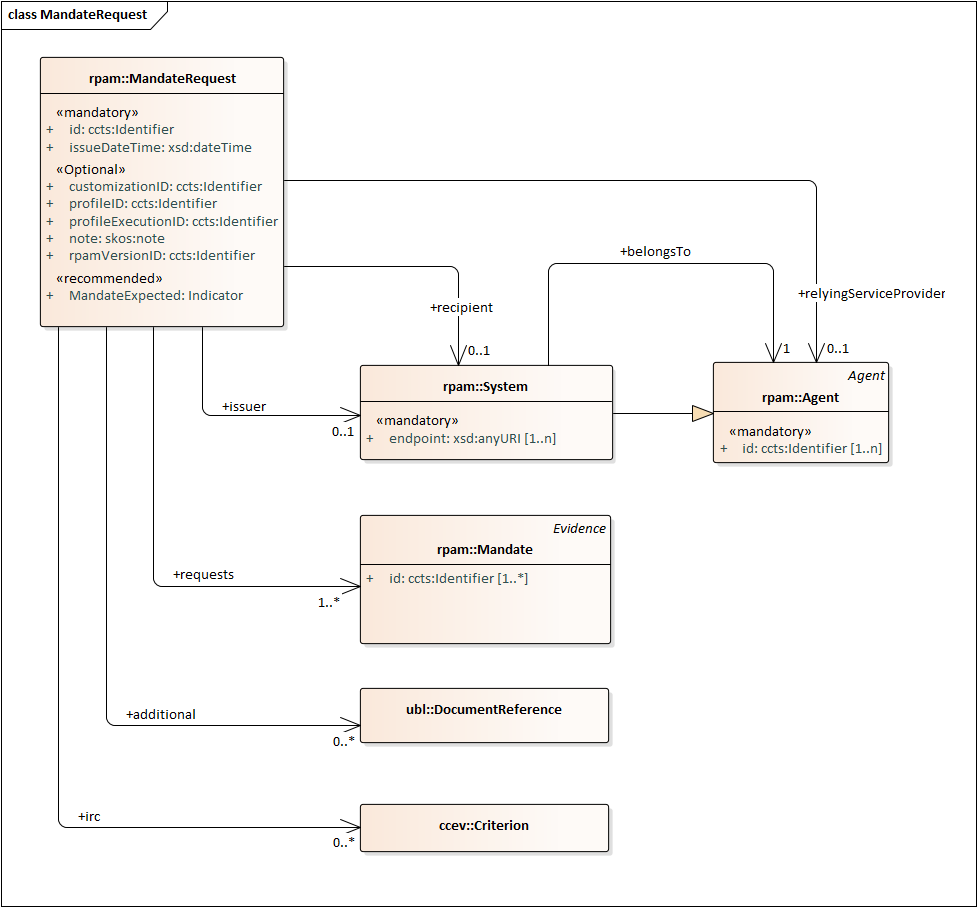 class MandateRequest
rpam::MandateRequest
«mandatory»
+ id: ccts:Identifier
+ issueDateTime: xsd:dateTime
«Optional»
+ customizationID: ccts:Identifier
+ profileID: ccts:Identifier
+ profileExecutionID: ccts:Identifier
+ note: skos:note
+ rpamVersionID: ccts:Identifier
«recommended»
+ MandateExpected: Indicator
+belongsTo
+relyingServiceProvider
+recipient
0..1
1
0..1
rpam::System
«mandatory»
+ endpoint: xsd:anyURI [1..n]
Agent
rpam::Agent
«mandatory»
+ id: ccts:Identifier [1..n]
+issuer
0..1
Evidence
rpam::Mandate
+ id: ccts:Identifier [1..*]
+requests
1..*
ubl::DocumentReference
+additional
0..*
ccev::Criterion
+irc
0..*